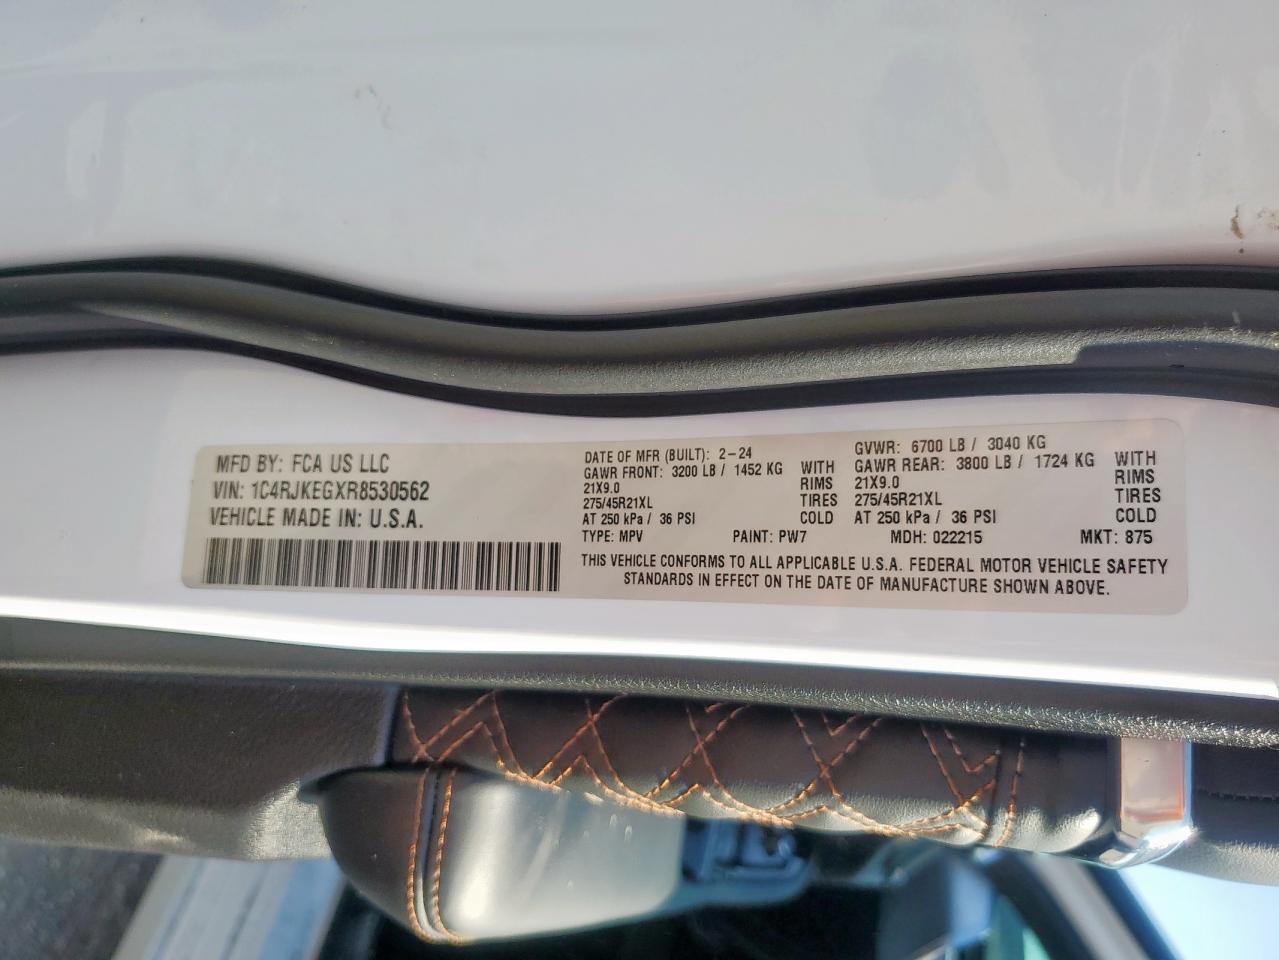 MFD BY: FCA US LLC
VIN: 1C4RJKEGXR8530562
VEHICLE MADE IN: U.S.A.
DATE OF MFR (BUILT): 2-24
GAWR FRONT: 3200 LB / 1452 KG WITH
21X9.0 RIMS
275/45R21XL TIRES
AT 250 kPa / 36 PSI COLD
GVWR: 6700 LB / 3040 KG
GAWR REAR: 3800 LB / 1724 KG WITH
21X9.0 RIMS
275/45R21XL TIRES
AT 250 kPa / 36 PSI COLD
TYPE: MPV PAINT: PW7 MDH: 022215 MKT: 875
THIS VEHICLE CONFORMS TO ALL APPLICABLE U.S.A. FEDERAL MOTOR VEHICLE SAFETY
STANDARDS IN EFFECT ON THE DATE OF MANUFACTURE SHOWN ABOVE.